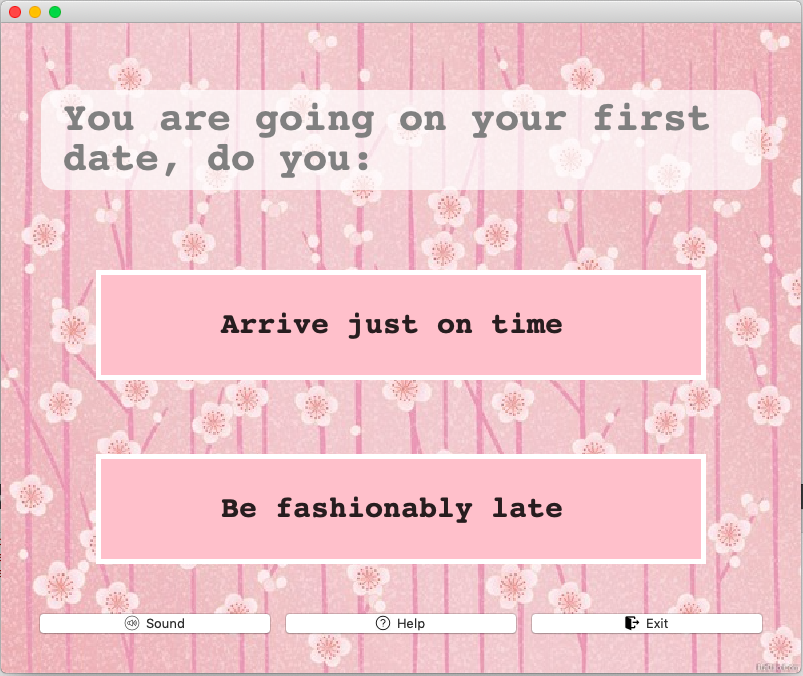 You are going on your first
date, do you:
Arrive just on time
Be fashionably late
Sound
Help
Exit